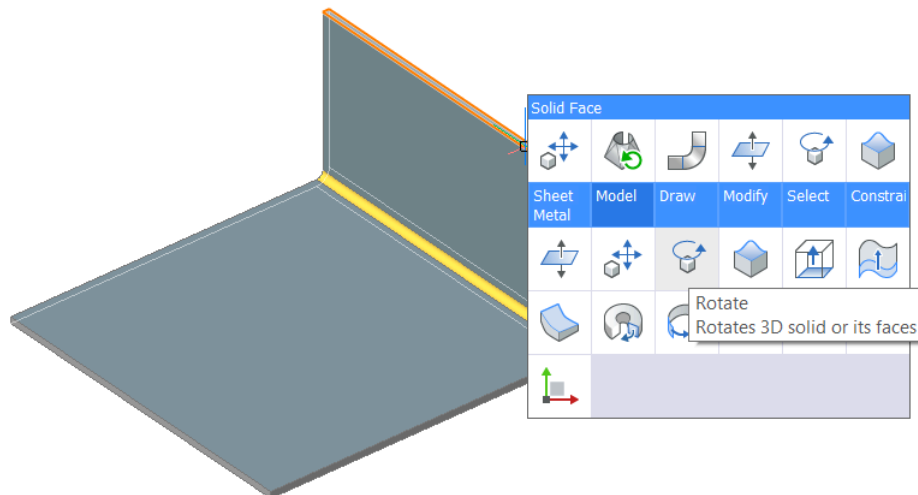 Solid Face
Sheet Metal
Model
Draw
Modify
Select
Constrai
Rotate
Rotates 3D solid or its faces